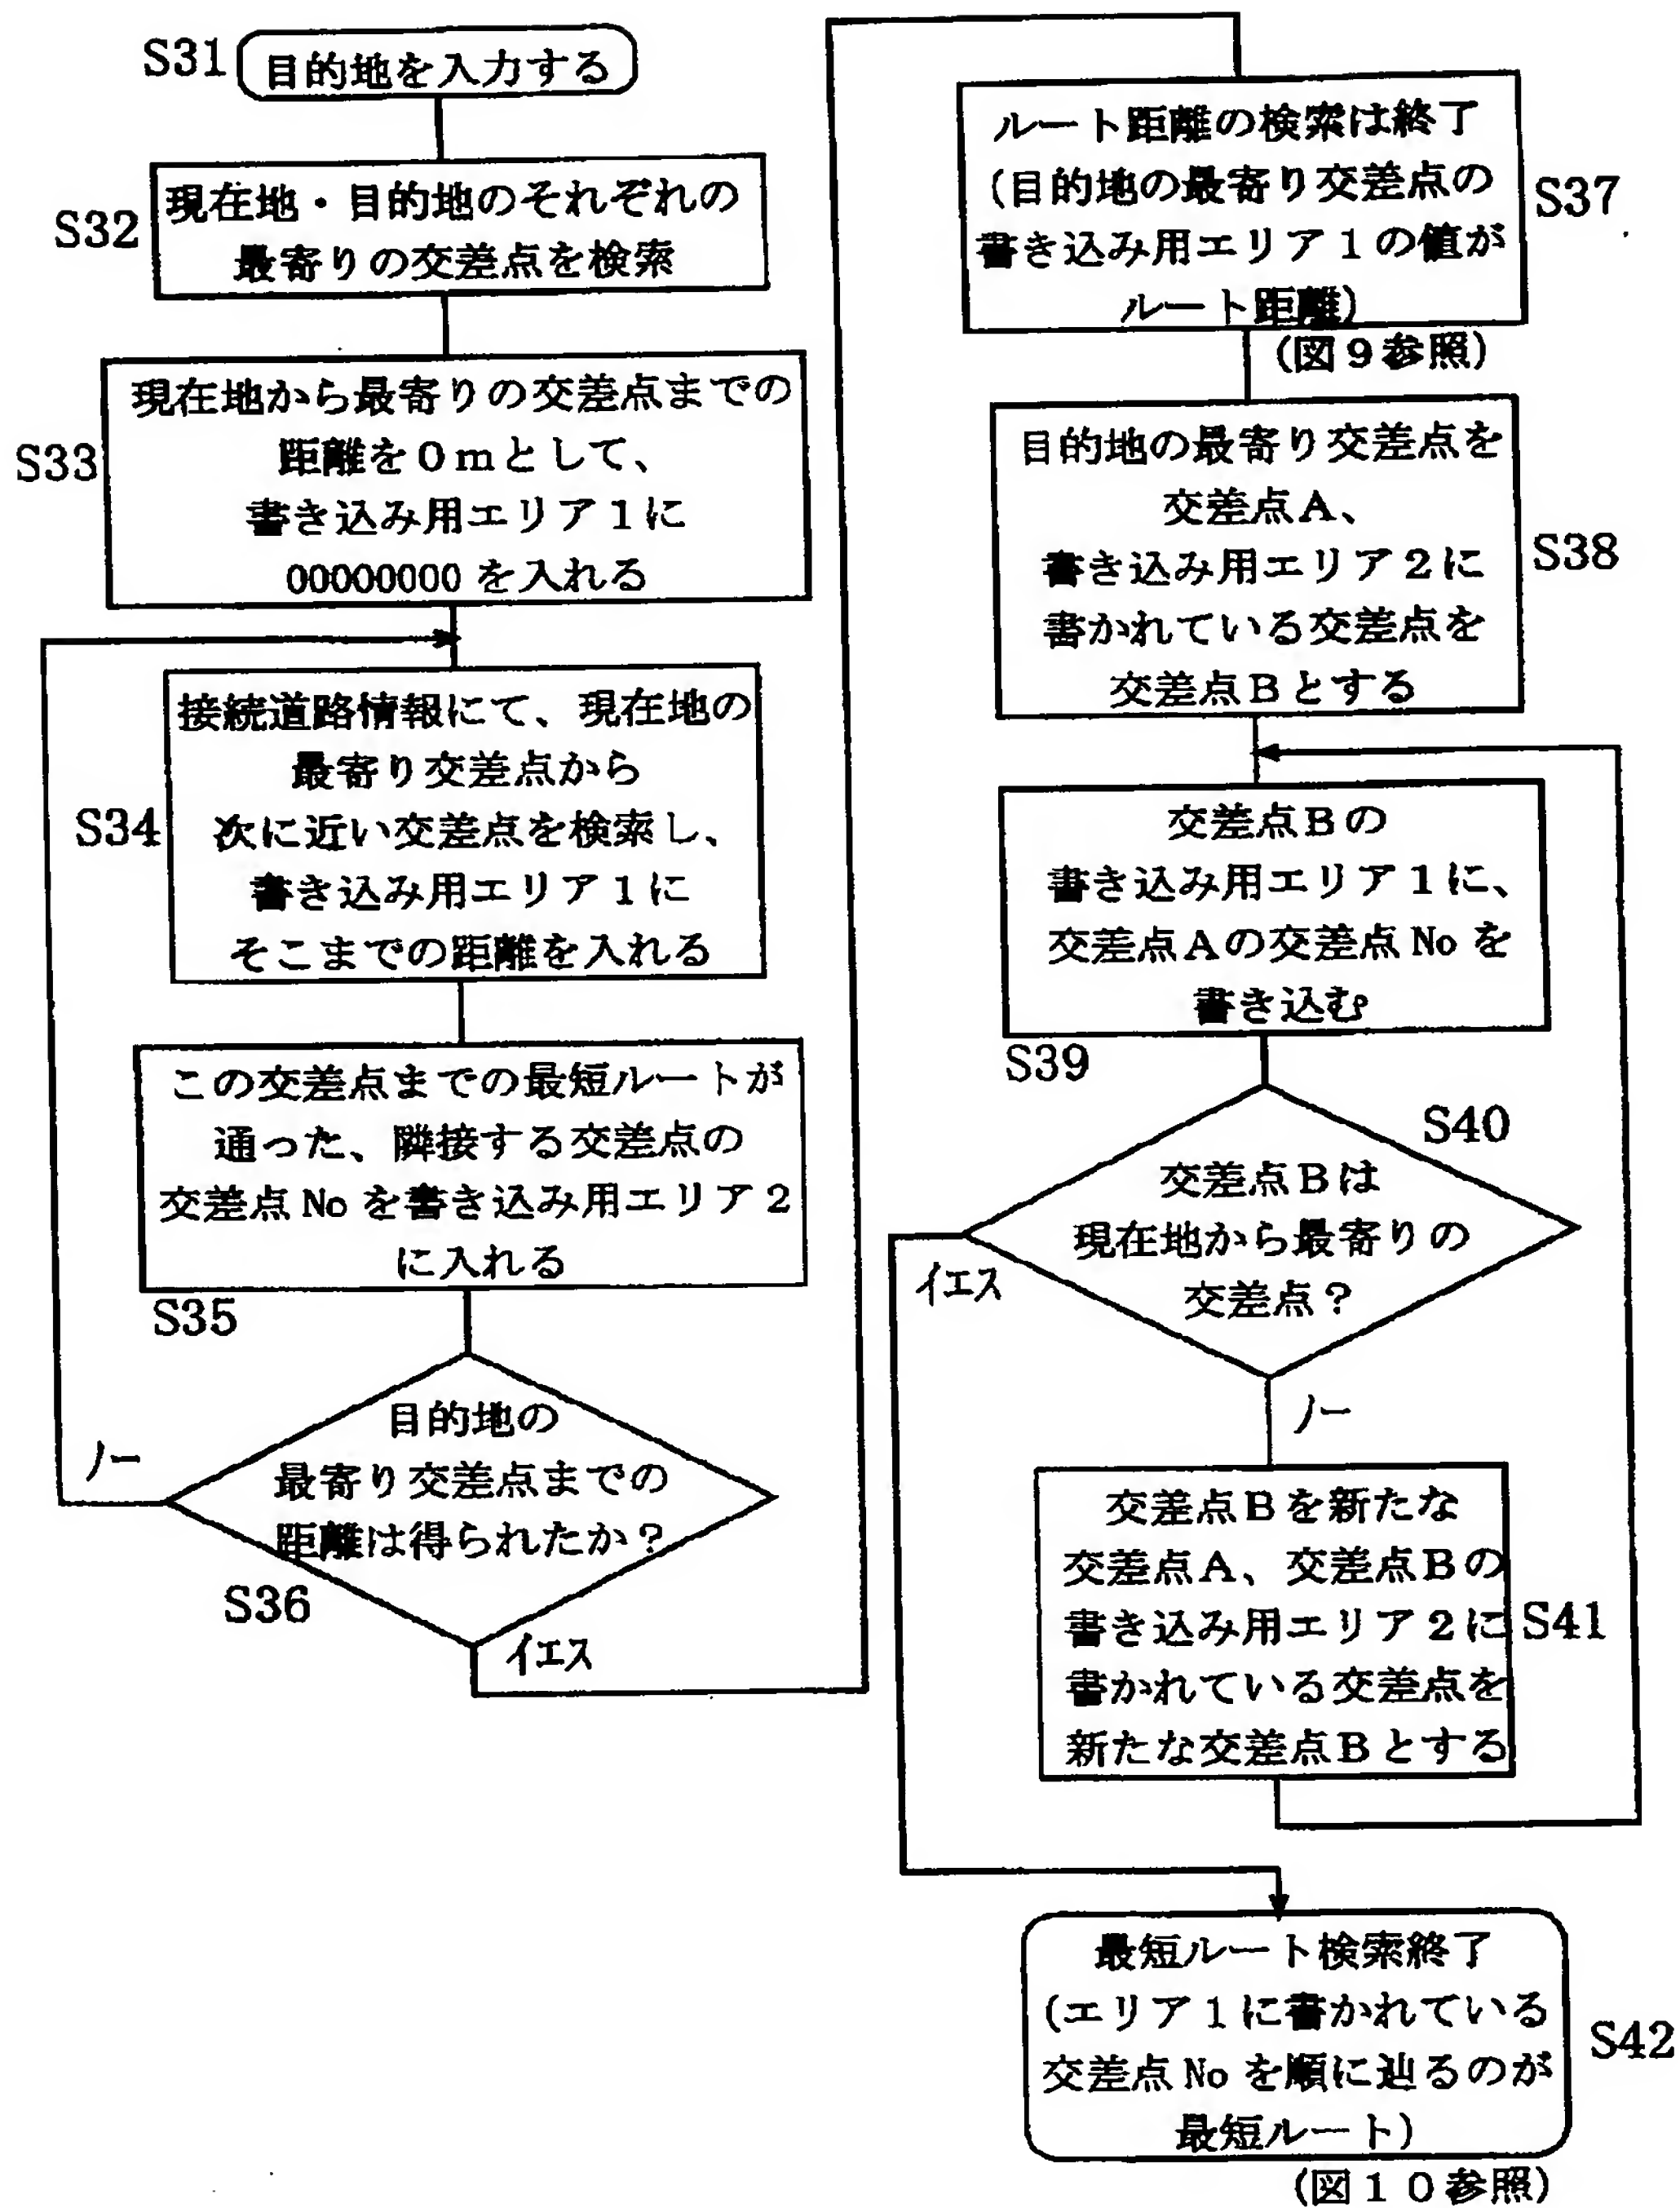 S31
目的地を入力する
S32
現在地・目的地のそれぞれの
最寄りの交差点を検索
S33
現在地から最寄りの交差点までの
距離を0mとして、
書き込み用エリア1に
00000000を入れる
S34
接続道路情報にて、現在地の
最寄り交差点から
次に近い交差点を検索し、
書き込み用エリア1に
そこまでの距離を入れる
この交差点までの最短ルートが
通った、隣接する交差点の
交差点Noを書き込み用エリア2
に入れる
S35
目的地の
最寄り交差点までの
距離は得られたか?
ノー
S36
イエス
ルート距離の検索は終了
(目的地の最寄り交差点の
書き込み用エリア1の値が
ルート距離)
S37
(図9参照)
目的地の最寄り交差点を
交差点A、
書き込み用エリア2に
書かれている交差点を
交差点Bとする
S38
交差点Bの
書き込み用エリア1に、
交差点Aの交差点Noを
書き込む
S39
S40
交差点Bは
現在地から最寄りの
交差点?
イエス
ノー
交差点Bを新たな
交差点A、交差点Bの
書き込み用エリア2に
書かれている交差点を
新たな交差点Bとする
S41
最短ルート検索終了
(エリア1に書かれている
交差点Noを順に辿るのが
最短ルート)
S42
(図10参照)